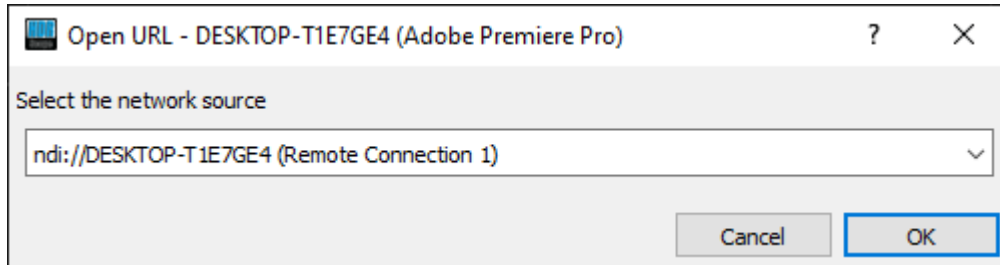 Open URL - DESKTOP-T1E7GE4 (Adobe Premiere Pro) ?
Select the network source
ndi://DESKTOP-T1E7GE4 (Remote Connection 1)
Cancel OK